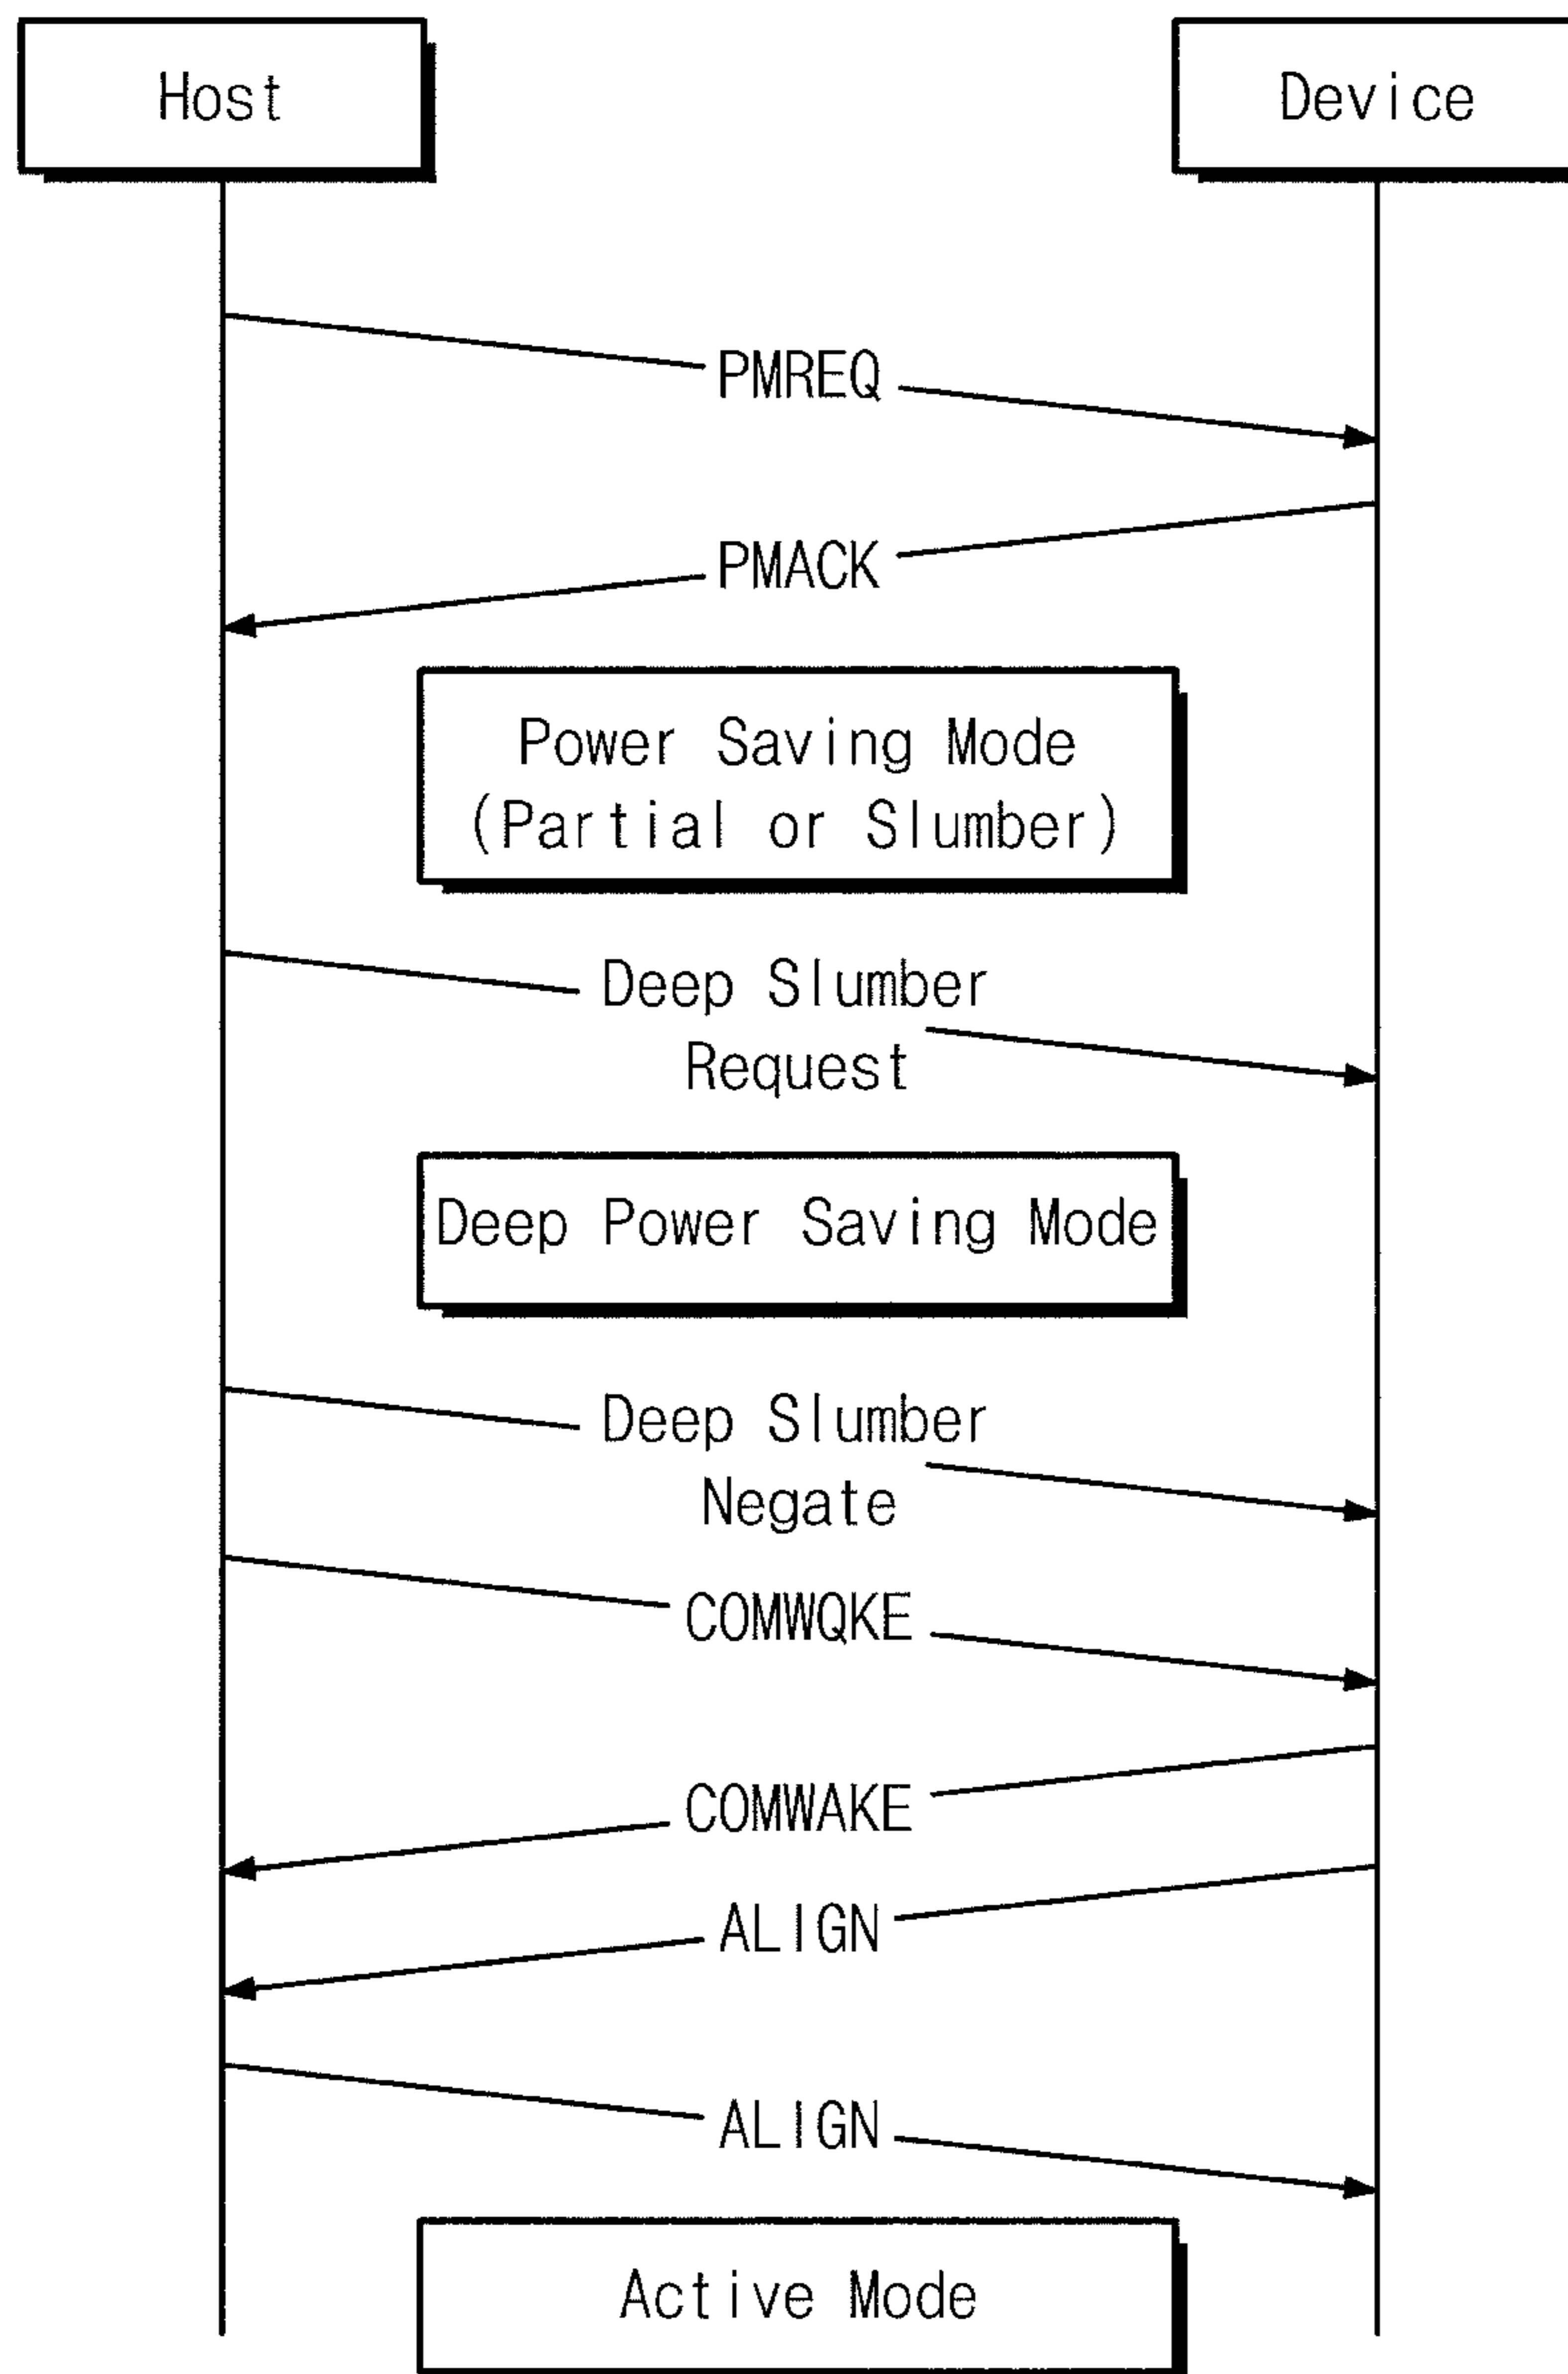 Host
Device
PMREQ
PMACK
Power Saving Mode
(Partial or Slumber)
Deep Slumber
Request
Deep Power Saving Mode
Deep Slumber
Negate
COMWQKE
COMWAKE
ALIGN
ALIGN
Active Mode